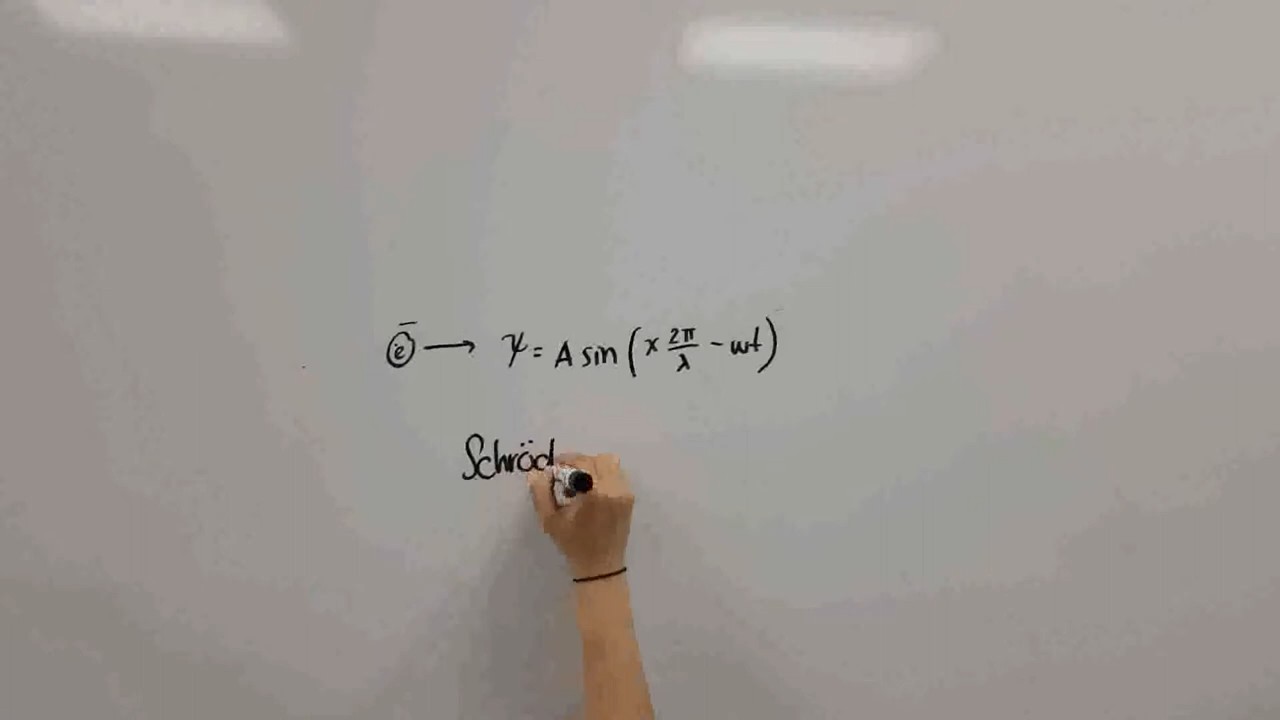 e⁻ → ψ = A sin (x 2π/λ - ωt)
Schröd